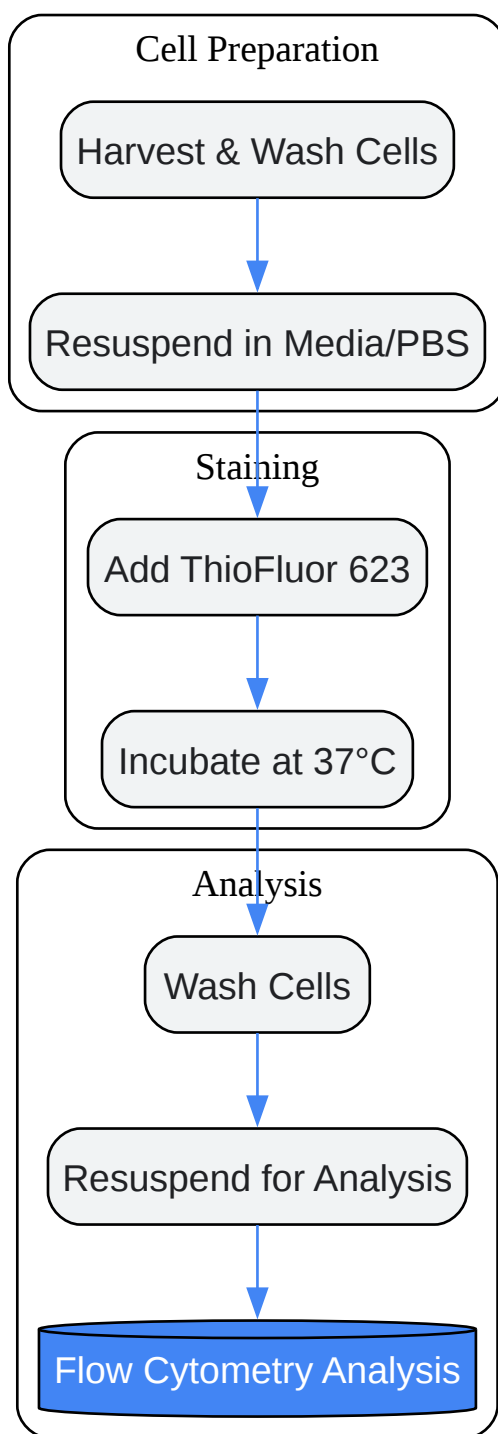 Cell Preparation
Harvest & Wash Cells
Resuspend in Media/PBS
Staining
Add ThioFluor 623
Incubate at 37°C
Analysis
Wash Cells
Resuspend for Analysis
Flow Cytometry Analysis